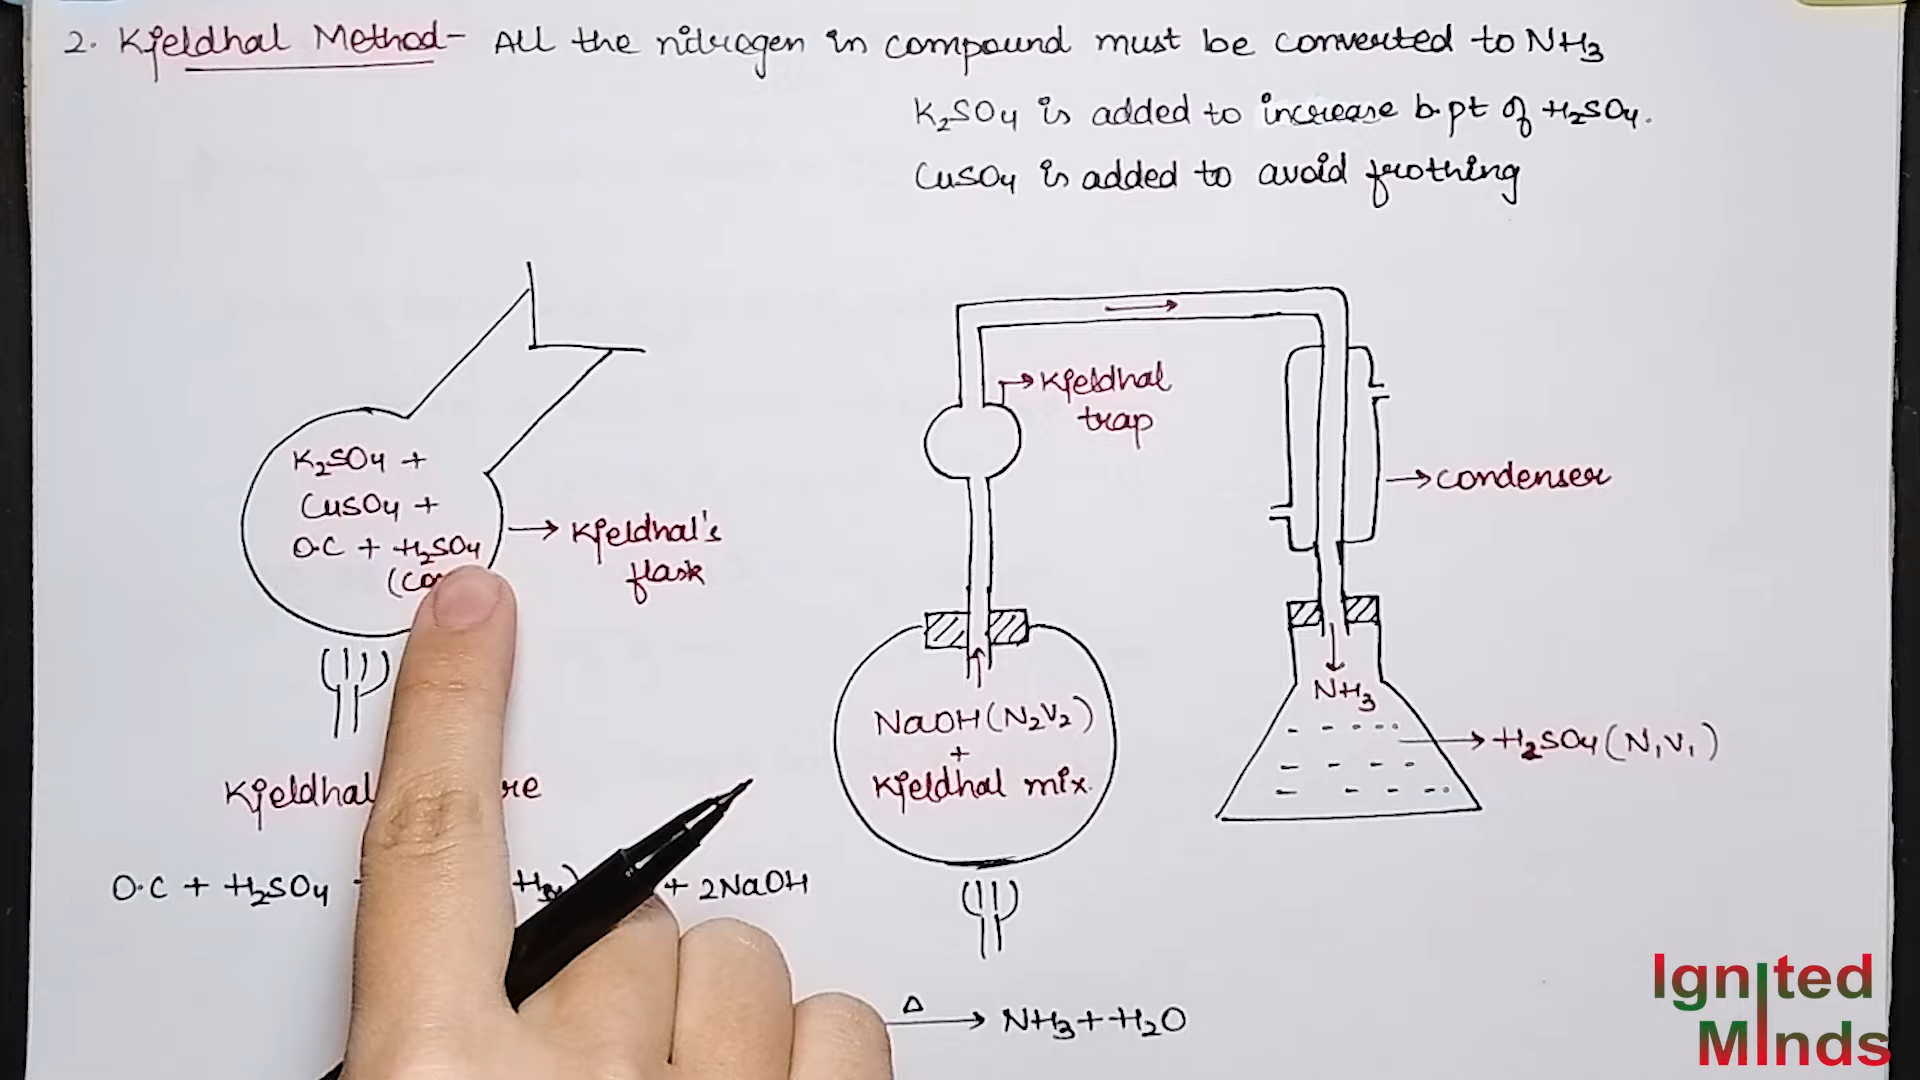 2. Kjeldhal Method - All the nitrogen in compound must be converted to NH3
K2SO4 is added to increase b.pt of H2SO4.
CuSO4 is added to avoid frothing
K2SO4 +
CuSO4 +
O.C + H2SO4
→ Kjeldhal's
flask
→ Kjeldhal
trap
→ condenser
NaOH (N2V2)
+
Kjeldhal mix.
NH3
→ H2SO4 (N1V1)
Kjeldhal
O.C + H2SO4 + 2NaOH
Δ
→ NH3 + H2O
Ignited
Minds